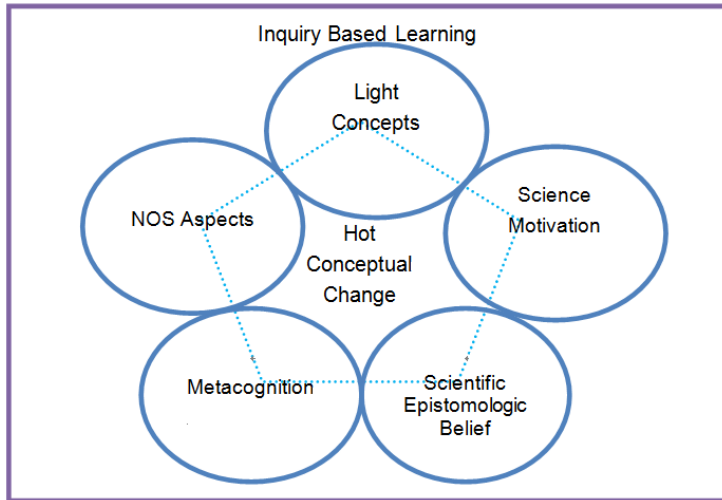 Inquiry Based Learning
Light
Concepts
NOS Aspects
Science
Motivation
Hot
Conceptual
Change
Metacognition
Scientific
Epistomologic
Belief